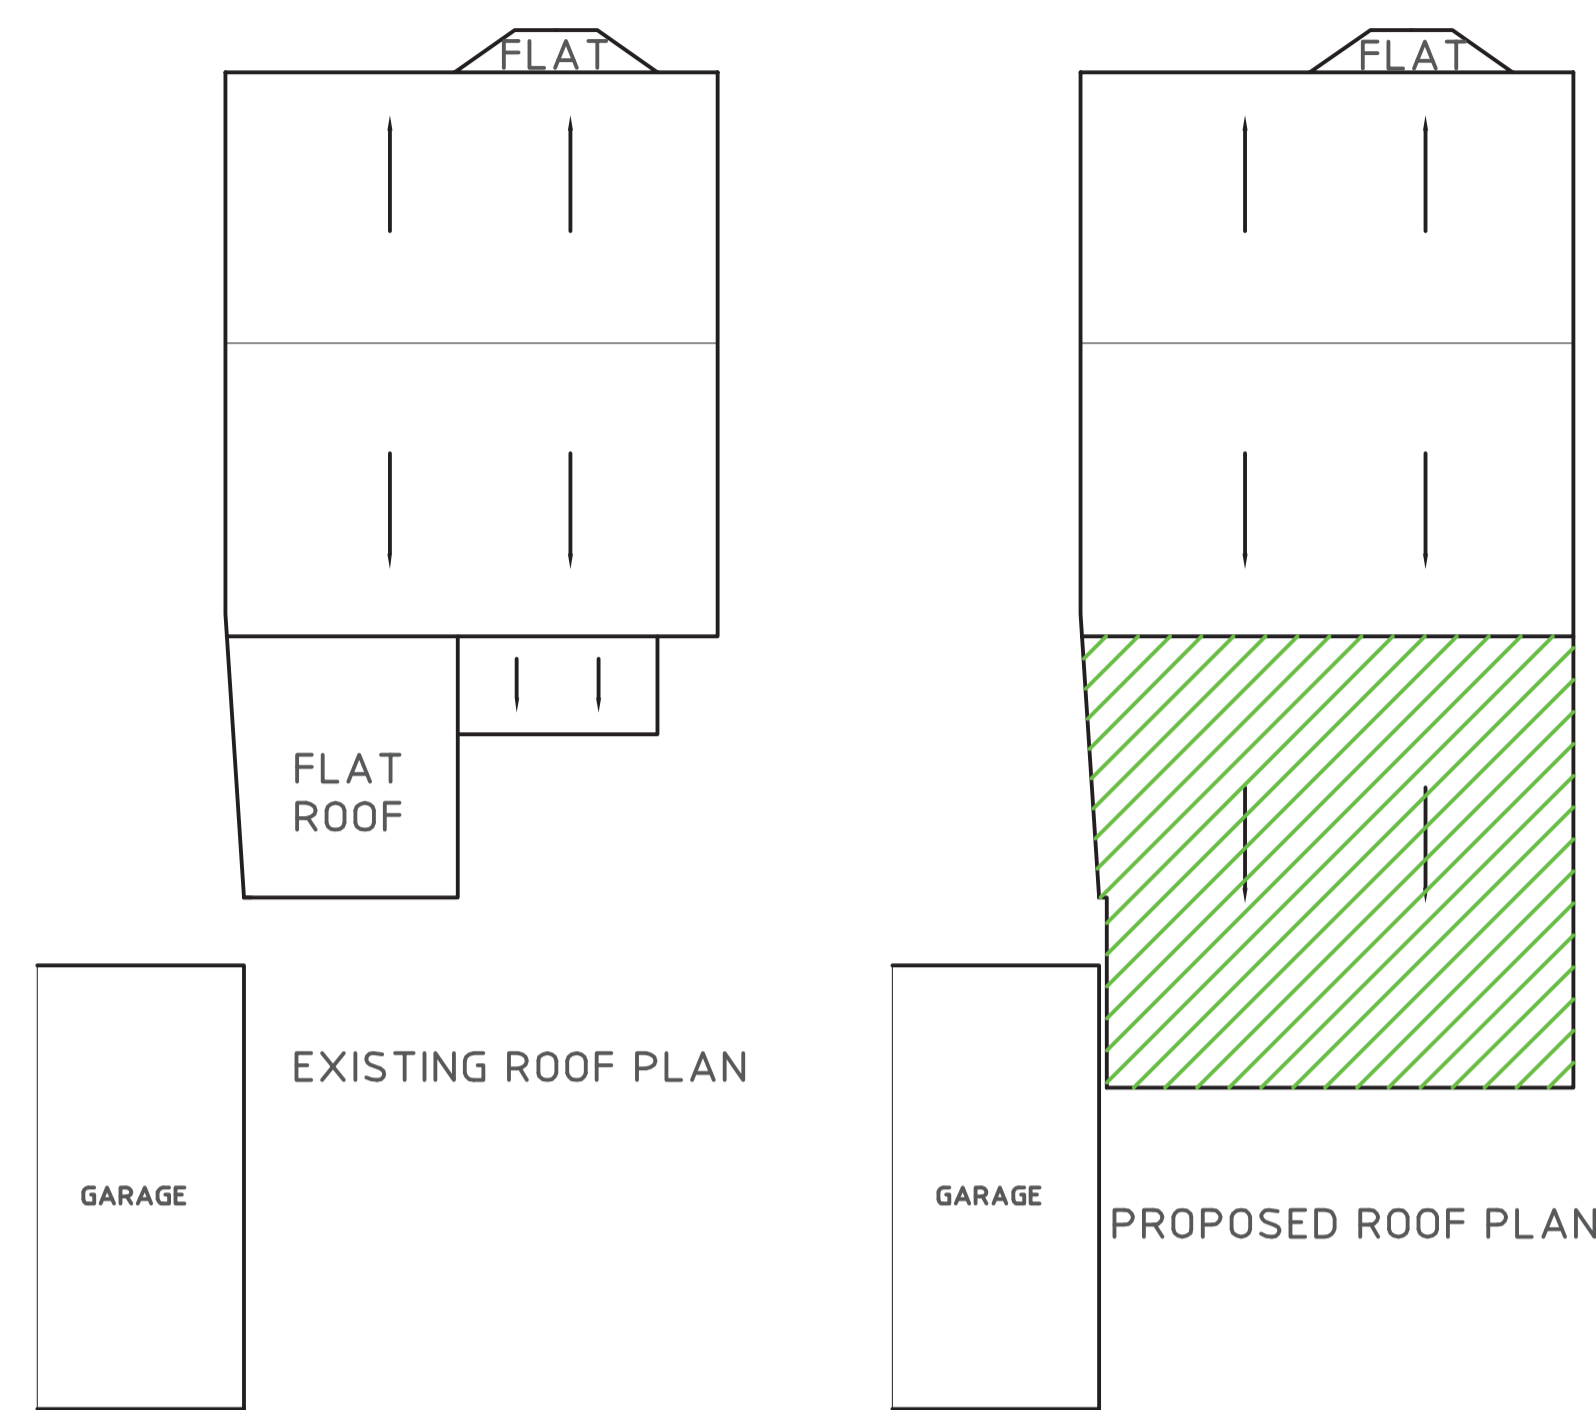 FLAT
FLAT
ROOF
EXISTING ROOF PLAN
GARAGE
FLAT
GARAGE
PROPOSED ROOF PLAN